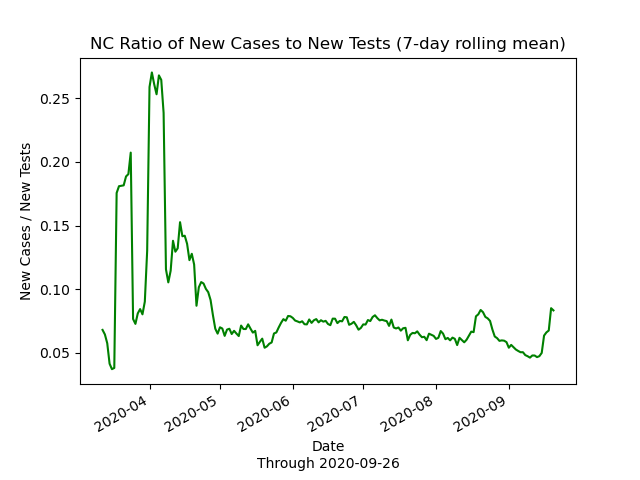 NC Ratio of New Cases to New Tests (7-day rolling mean)
New Cases / New Tests
0.25
0.20
0.15
0.10
0.05
2020-04
2020-05
2020-06
2020-07
2020-08
2020-09
Date
Through 2020-09-26